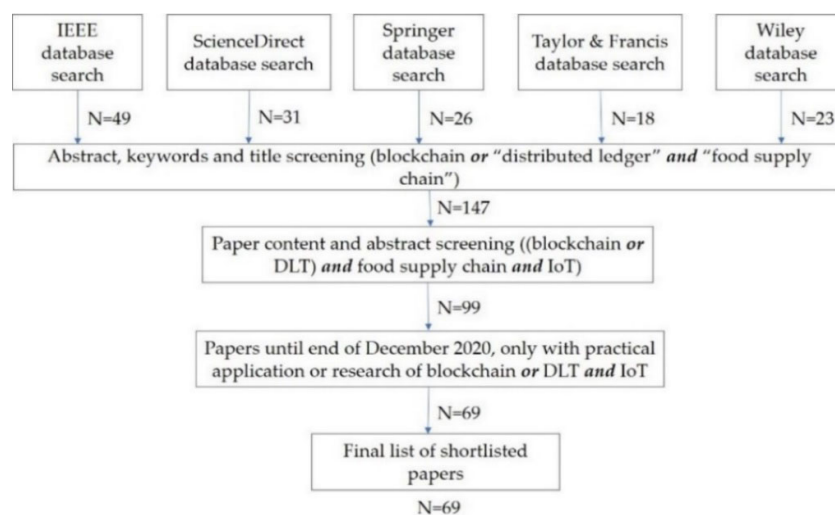 IEEE
database
search
ScienceDirect
database search
Springer
database
search
Taylor & Francis
database search
Wiley
database
search
N=49
N=31
N=26
N=18
N=23
Abstract, keywords and title screening (blockchain or “distributed ledger” and “food supply
chain”)
N=147
Paper content and abstract screening ((blockchain or
DLT) and food supply chain and IoT)
N=99
Papers until end of December 2020, only with practical
application or research of blockchain or DLT and IoT
N=69
Final list of shortlisted
papers
N=69